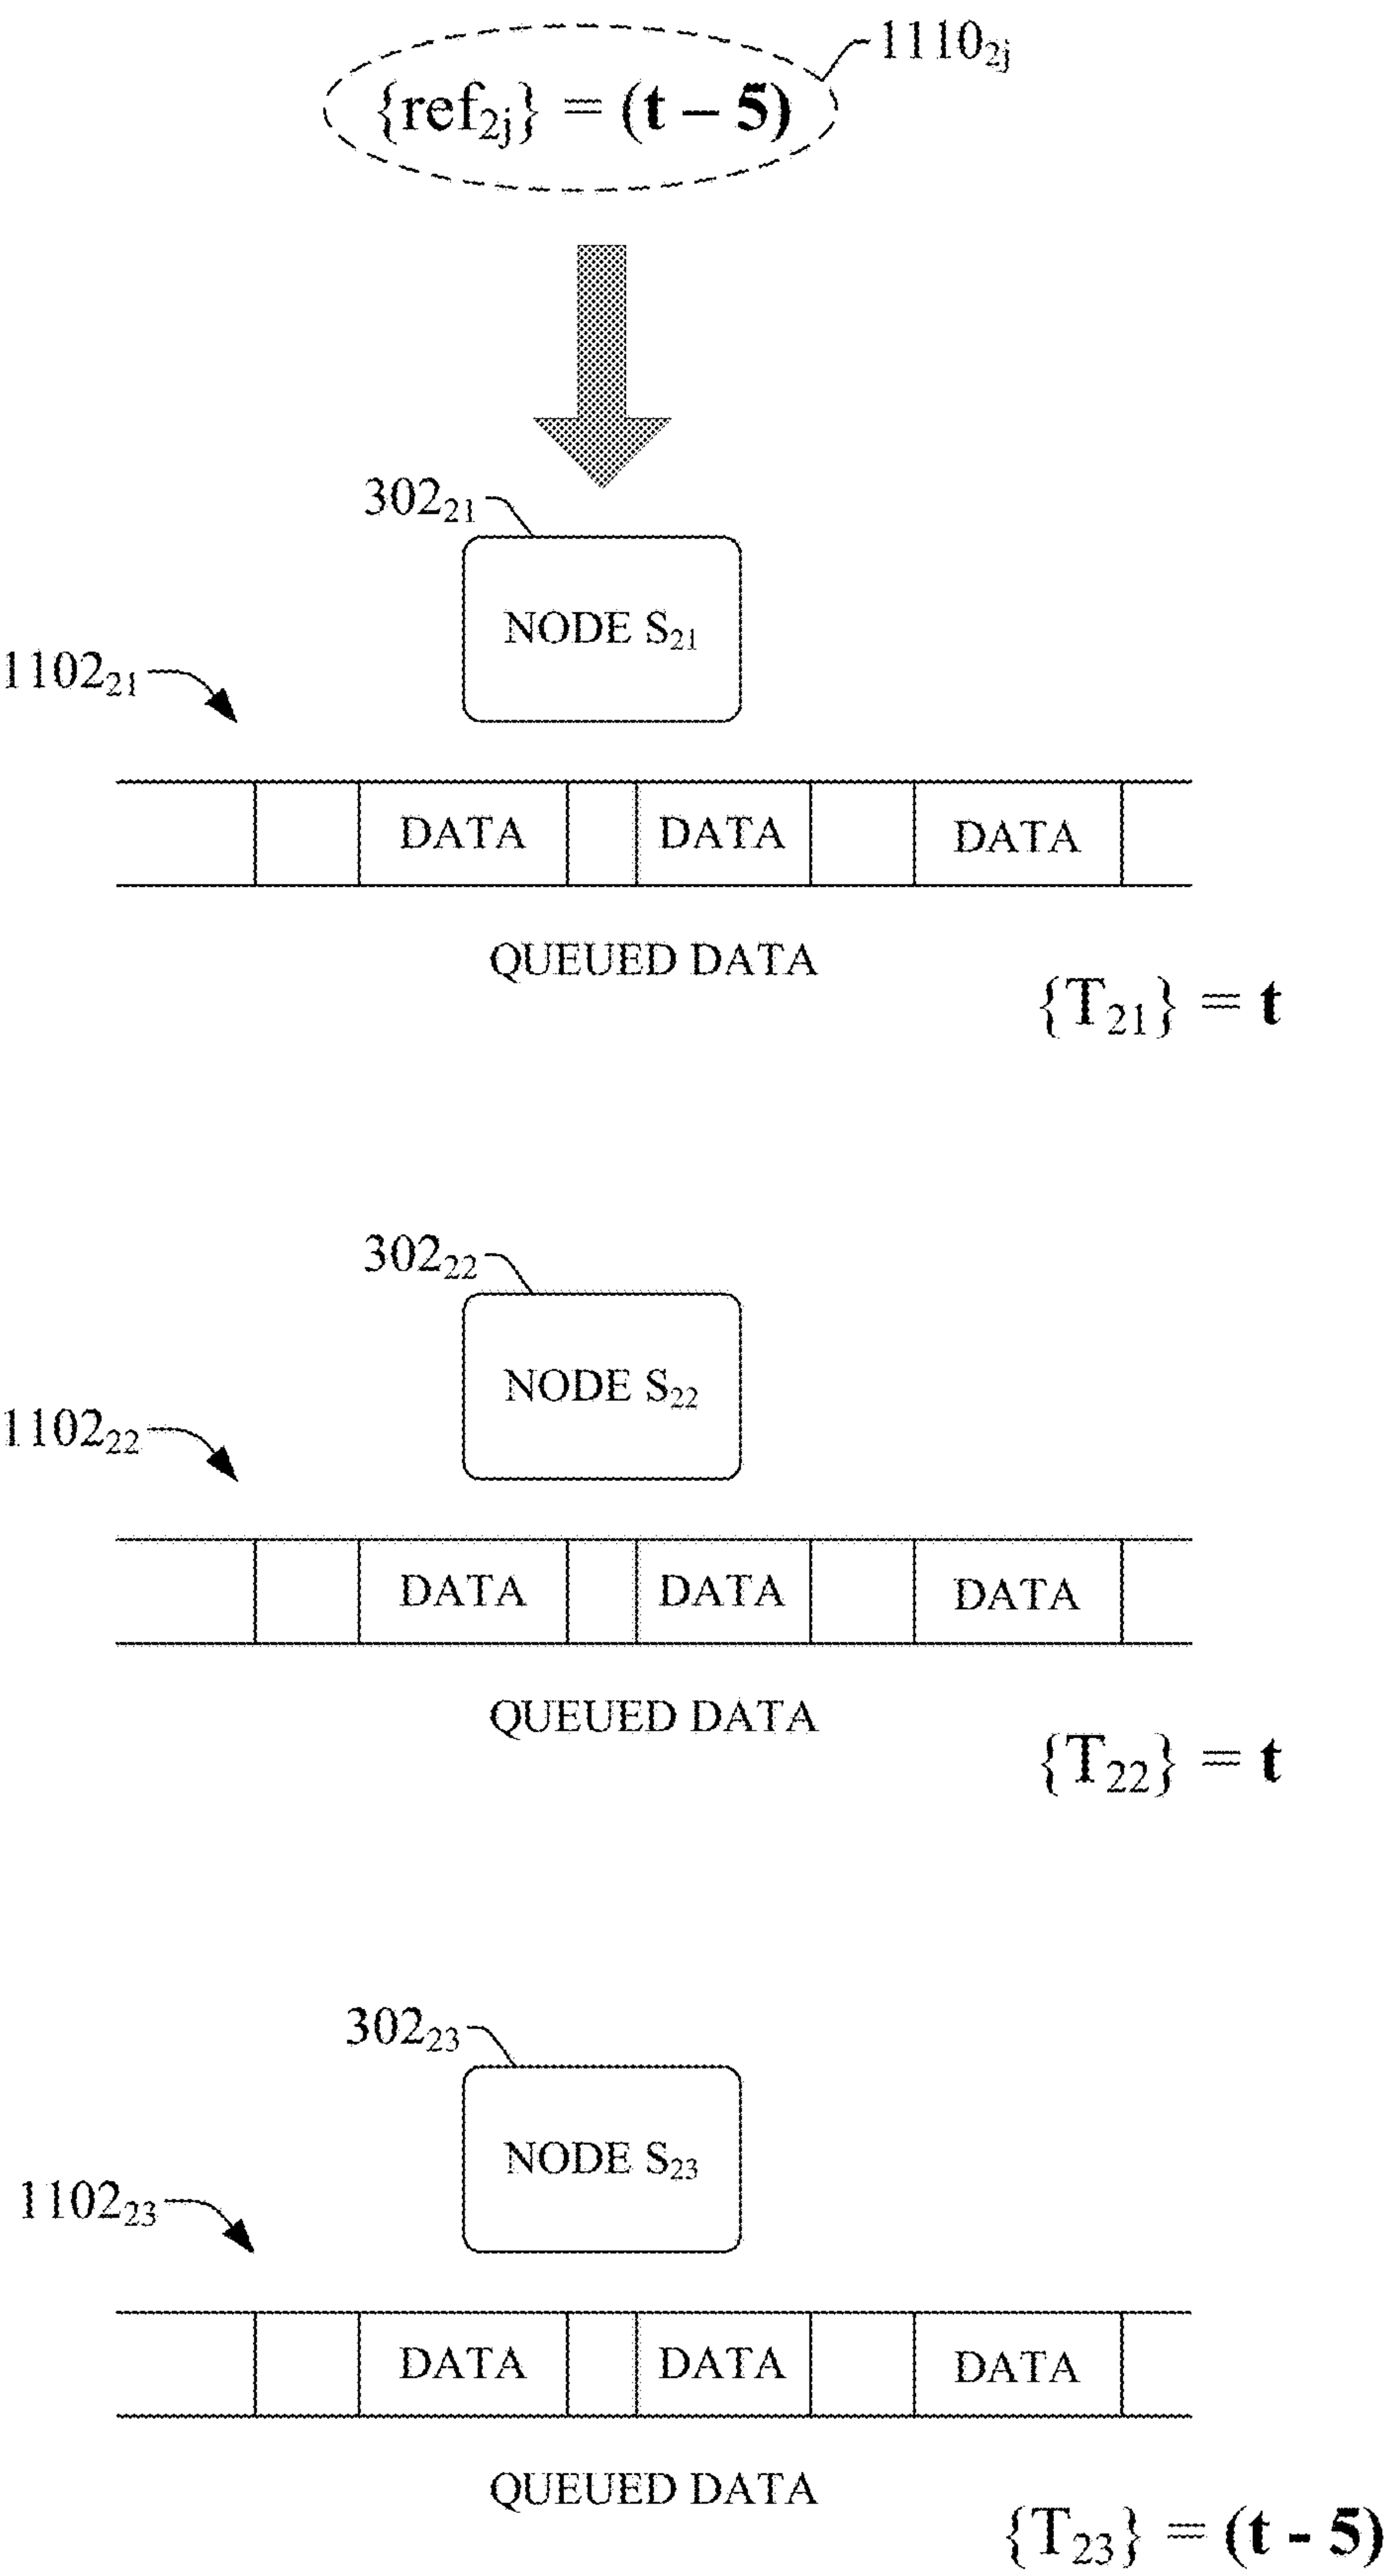 1110₂ⱼ
{ref₂ⱼ} = (t – 5)
302₂₁
NODE S₂₁
1102₂₁
DATA DATA DATA
QUEUED DATA
{T₂₁} = t
302₂₂
NODE S₂₂
1102₂₂
DATA DATA DATA
QUEUED DATA
{T₂₂} = t
302₂₃
NODE S₂₃
1102₂₃
DATA DATA DATA
QUEUED DATA
{T₂₃} = (t - 5)